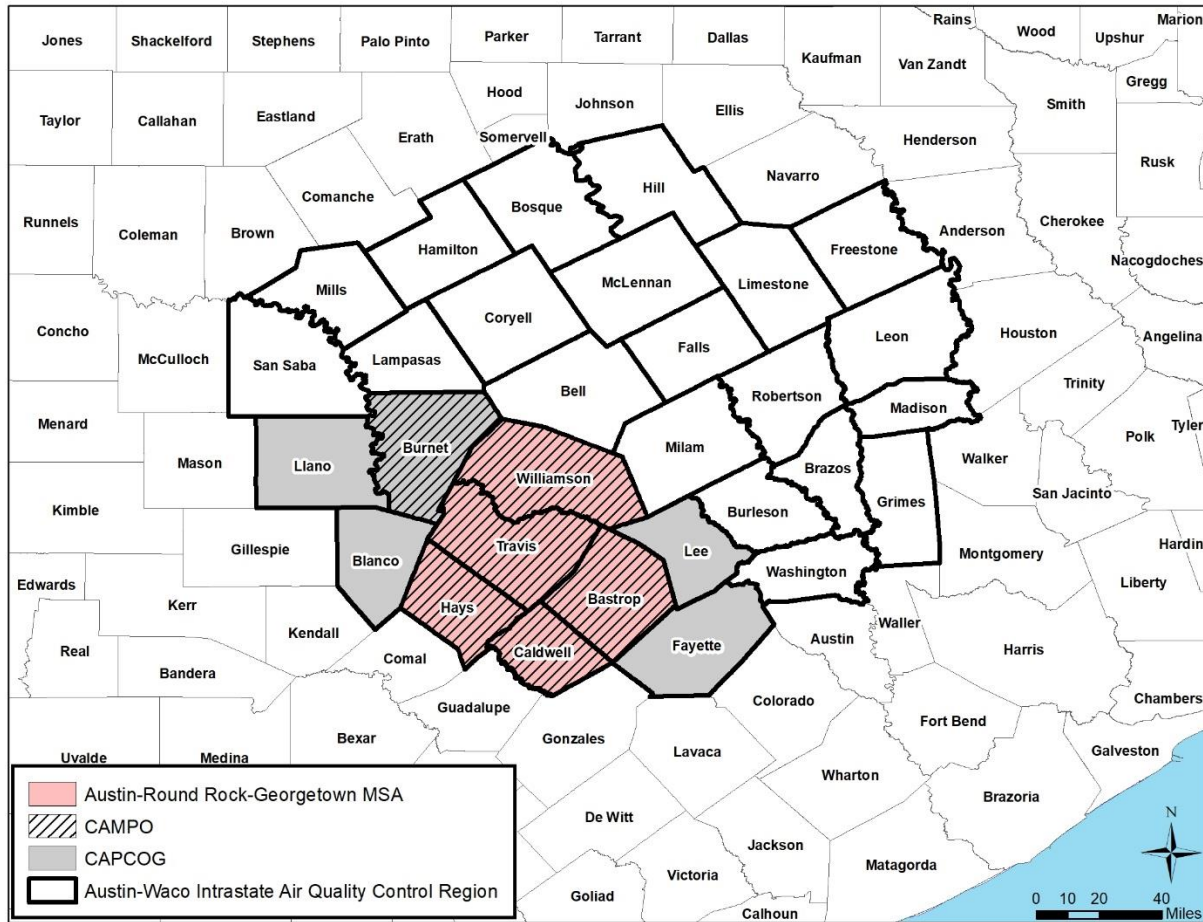 Jones
Shackelford
Stephens
Palo Pinto
Parker
Tarrant
Dallas
Kaufman
Rains
Wood
Upshur
Marion
Van Zandt
Gregg
Taylor
Callahan
Eastland
Hood
Johnson
Ellis
Smith
Erath
Somervell
Henderson
Rusk
Comanche
Bosque
Hill
Navarro
Runnels
Coleman
Brown
Hamilton
Freestone
Anderson
Cherokee
Nacogdoches
Mills
McLennan
Limestone
Concho
McCulloch
San Saba
Lampasas
Coryell
Falls
Leon
Houston
Angelina
Bell
Robertson
Madison
Trinity
Menard
Mason
Llano
Burnet
Williamson
Milam
Brazos
Grimes
Walker
Polk
Tyler
San Jacinto
Kimble
Gillespie
Blanco
Travis
Lee
Burleson
Washington
Montgomery
Hardin
Liberty
Edwards
Kerr
Kendall
Hays
Bastrop
Real
Bandera
Comal
Caldwell
Fayette
Austin
Waller
Harris
Chambers
Uvalde
Medina
Bexar
Guadalupe
Gonzales
Lavaca
Colorado
Fort Bend
Galveston
Wharton
Brazoria
De Witt
Jackson
Matagorda
Victoria
Goliad
Calhoun
Austin-Round Rock-Georgetown MSA
CAMPO
CAPCOG
Austin-Waco Intrastate Air Quality Control Region
N
0 10 20 40
Miles